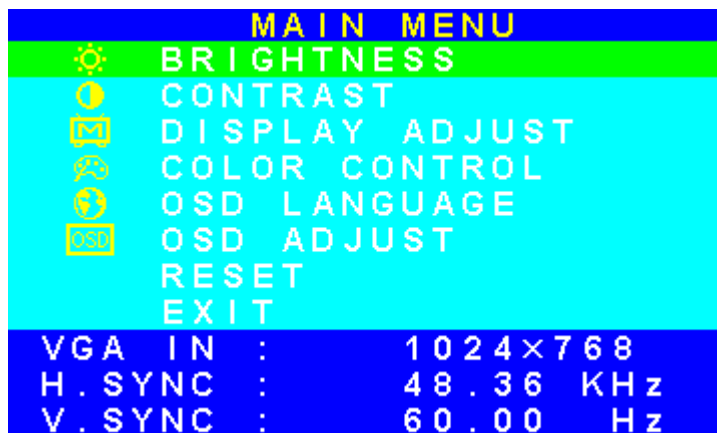 MAIN MENU
BRIGHTNESS
CONTRAST
DISPLAY ADJUST
COLOR CONTROL
OSD LANGUAGE
OSD OSD ADJUST
RESET
EXIT
VGA IN : 1024×768
H.SYNC : 48.36 KHz
V.SYNC : 60.00 Hz